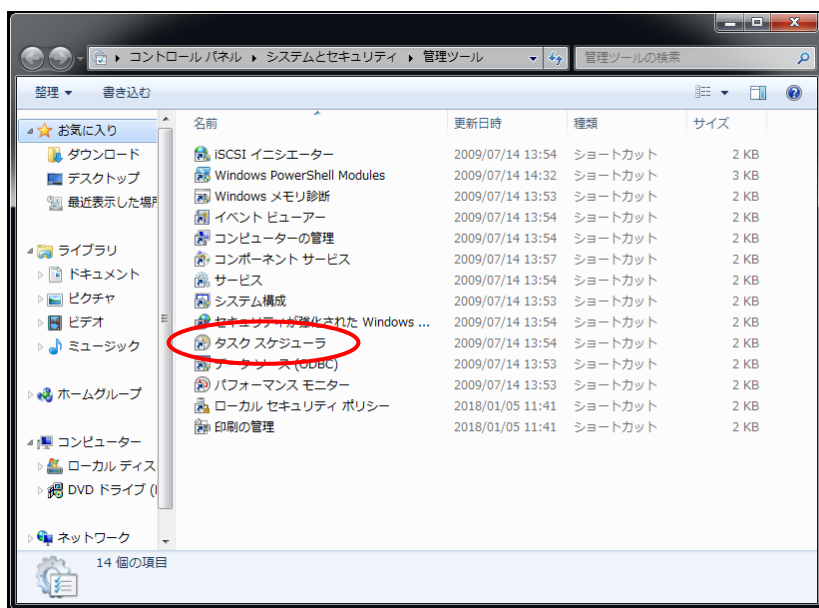 コントロール パネル ▸ システムとセキュリティ ▸ 管理ツール
管理ツールの検索
整理 書き込む
名前 更新日時 種類 サイズ
お気に入り
ダウンロード
デスクトップ
最近表示した場所
ライブラリ
ドキュメント
ピクチャ
ビデオ
ミュージック
ホームグループ
コンピューター
ローカル ディス
DVD ドライブ (
ネットワーク
iSCSI イニシエーター 2009/07/14 13:54 ショートカット 2 KB
Windows PowerShell Modules 2009/07/14 14:32 ショートカット 3 KB
Windows メモリ診断 2009/07/14 13:53 ショートカット 2 KB
イベント ビューアー 2009/07/14 13:54 ショートカット 2 KB
コンピューターの管理 2009/07/14 13:54 ショートカット 2 KB
コンポーネント サービス 2009/07/14 13:57 ショートカット 2 KB
サービス 2009/07/14 13:54 ショートカット 2 KB
システム構成 2009/07/14 13:53 ショートカット 2 KB
セキュリティが強化された Windows ... 2009/07/14 13:54 ショートカット 2 KB
タスク スケジューラ 2009/07/14 13:54 ショートカット 2 KB
データ ソース (ODBC) 2009/07/14 13:53 ショートカット 2 KB
パフォーマンス モニター 2009/07/14 13:53 ショートカット 2 KB
ローカル セキュリティ ポリシー 2018/01/05 11:41 ショートカット 2 KB
印刷の管理 2018/01/05 11:41 ショートカット 2 KB
14 個の項目